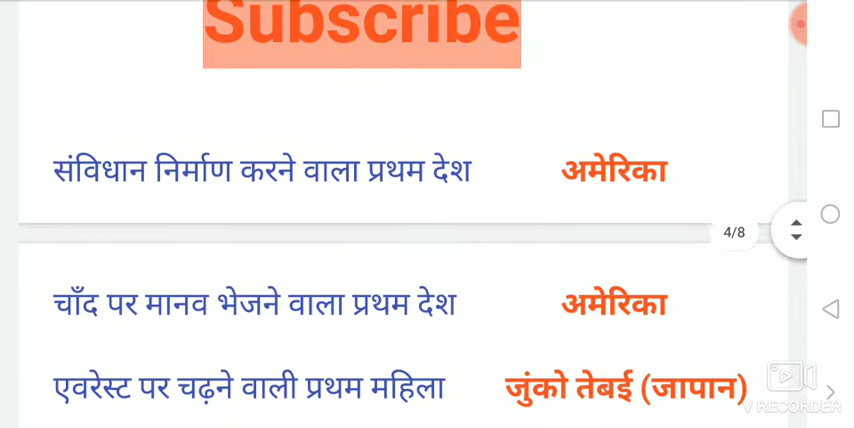 Subscribe
संविधान निर्माण करने वाला प्रथम देश अमेरिका
4/8
चाँद पर मानव भेजने वाला प्रथम देश अमेरिका
एवरेस्ट पर चढ़ने वाली प्रथम महिला जुंको तेबई (जापान)
V RECORDER